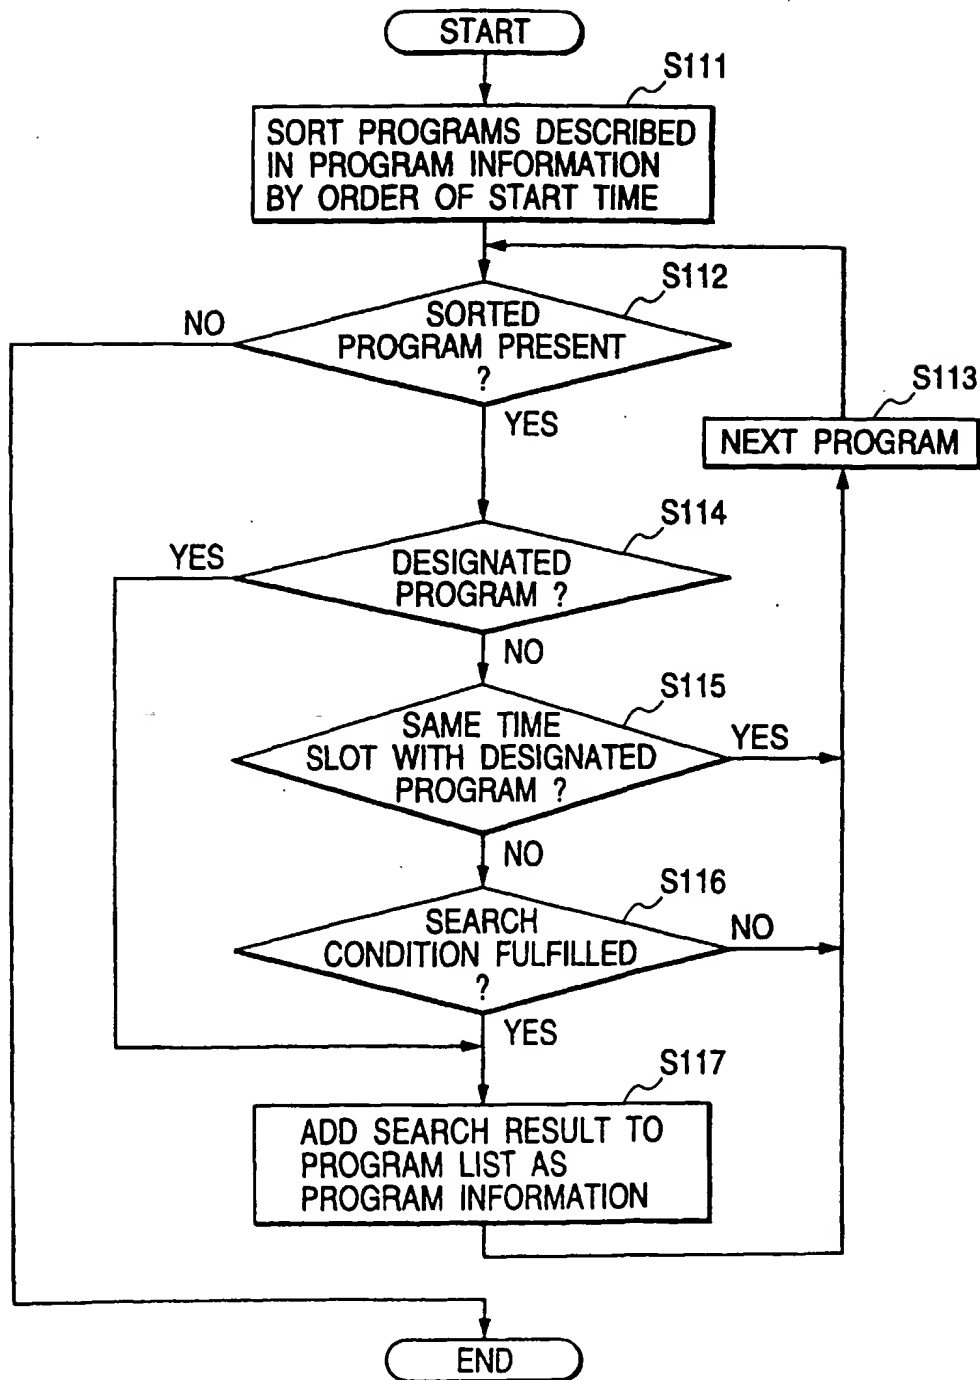 START
S111
SORT PROGRAMS DESCRIBED
IN PROGRAM INFORMATION
BY ORDER OF START TIME
S112
SORTED
PROGRAM PRESENT
?
NO
YES
S113
NEXT PROGRAM
S114
DESIGNATED
PROGRAM ?
YES
NO
S115
SAME TIME
SLOT WITH DESIGNATED
PROGRAM ?
YES
NO
S116
SEARCH
CONDITION FULFILLED
?
NO
YES
S117
ADD SEARCH RESULT TO
PROGRAM LIST AS
PROGRAM INFORMATION
END